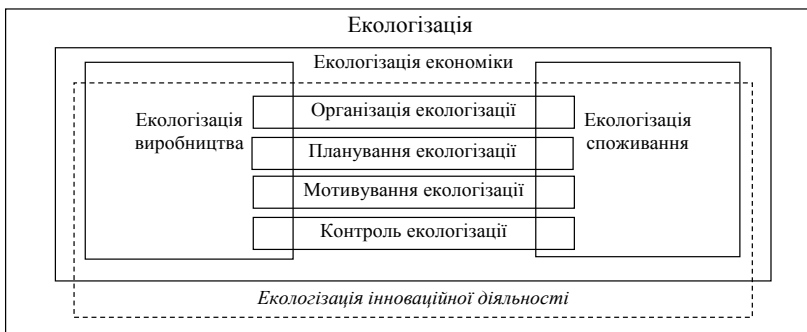 Екологізація
Екологізація економіки
Екологізація
виробництва
Організація екологізації
Планування екологізації
Мотивування екологізації
Контроль екологізації
Екологізація
споживання
Екологізація інноваційної діяльності